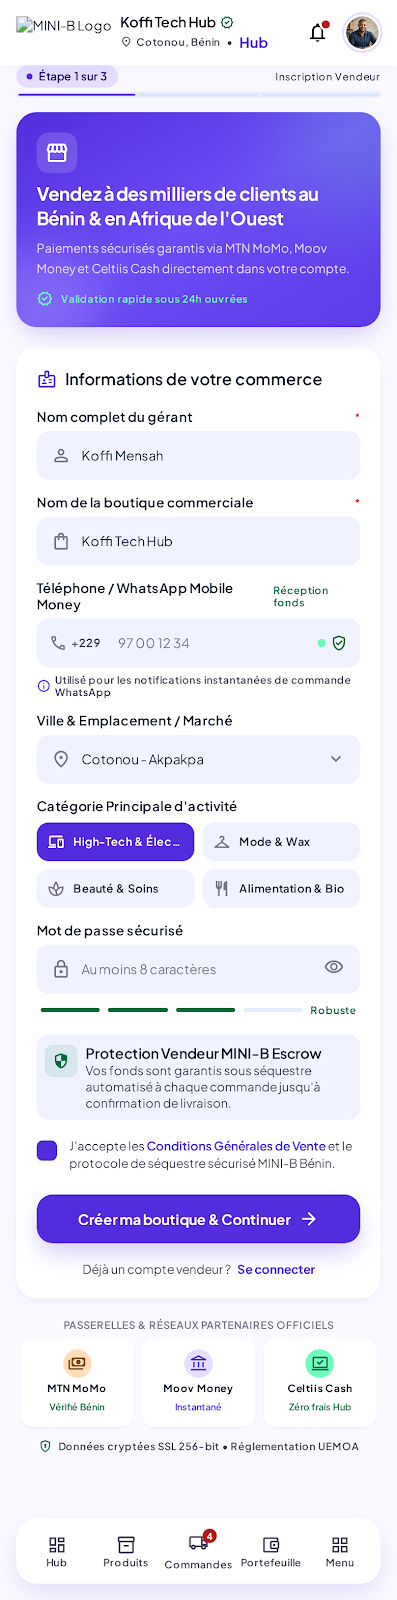 MINI-B Logo
Koffi Tech Hub
Cotonou, Bénin • Hub
Étape 1 sur 3
Inscription Vendeur
Vendez à des milliers de clients au
Bénin & en Afrique de l'Ouest
Paiements sécurisés garantis via MTN MoMo, Moov
Money et Celtiis Cash directement dans votre compte.
Validation rapide sous 24h ouvrées
Informations de votre commerce
Nom complet du gérant *
Koffi Mensah
Nom de la boutique commerciale *
Koffi Tech Hub
Téléphone / WhatsApp Mobile
Money
Réception
fonds
+229 97 00 12 34
Utilisé pour les notifications instantanées de commande
WhatsApp
Ville & Emplacement / Marché
Cotonou - Akpakpa
Catégorie Principale d'activité
High-Tech & Élec...
Mode & Wax
Beauté & Soins
Alimentation & Bio
Mot de passe sécurisé
Au moins 8 caractères
Robuste
Protection Vendeur MINI-B Escrow
Vos fonds sont garantis sous séquestre
automatisé à chaque commande jusqu'à
confirmation de livraison.
J'accepte les Conditions Générales de Vente et le
protocole de séquestre sécurisé MINI-B Bénin.
Créer ma boutique & Continuer
Déjà un compte vendeur ? Se connecter
PASSERELLES & RÉSEAUX PARTENAIRES OFFICIELS
MTN MoMo
Vérifié Bénin
Moov Money
Instantané
Celtiis Cash
Zéro frais Hub
Données cryptées SSL 256-bit • Réglementation UEMOA
4
Hub
Produits
Commandes
Portefeuille
Menu